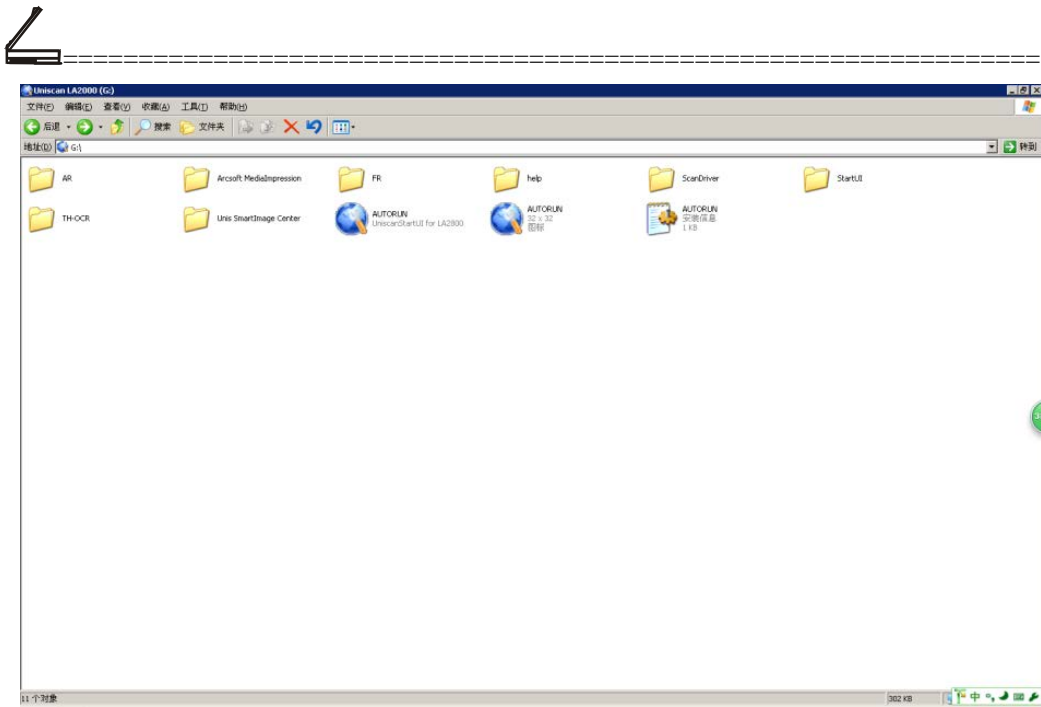 Uniscan LA2000 (G:)
文件(F) 编辑(E) 查看(V) 收藏(A) 工具(T) 帮助(H)
后退 搜索 文件夹
地址(D) G:\ 转到
AR Arcsoft MediaImpression FR help ScanDriver StartUI
TH-OCR Unis SmartImage Center AUTORUN AUTORUN AUTORUN
UniscanStartUI for LA2800 32 x 32 安装信息
图标 1 KB
11 个对象 302 KB 中